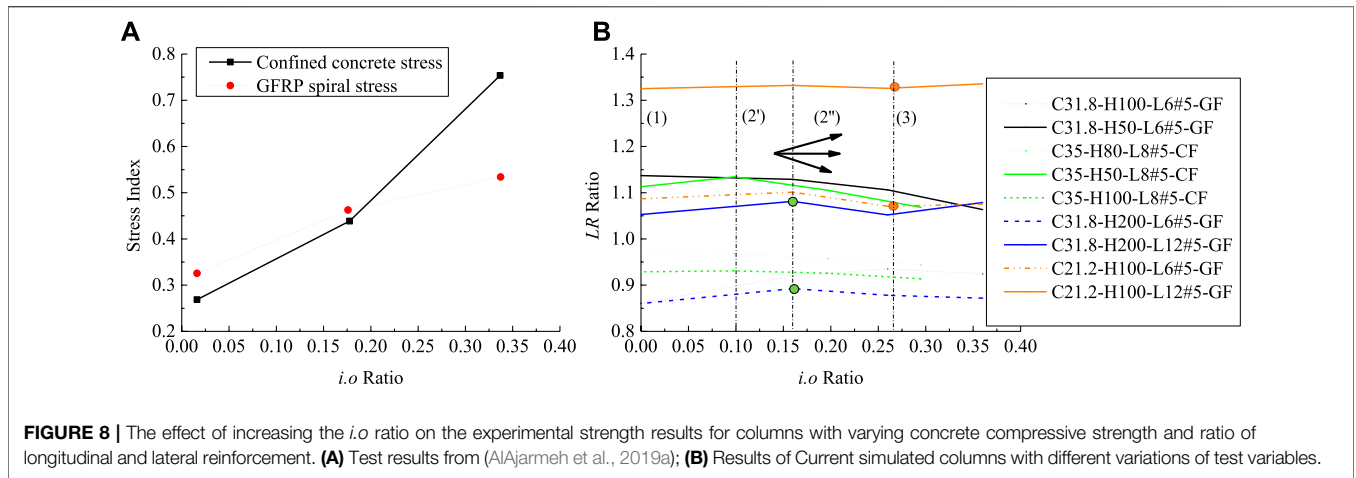 A
B
0.8
0.7
0.6
0.5
0.4
0.3
0.2
Stress Index
Confined concrete stress
GFRP spiral stress
0.00 0.05 0.10 0.15 0.20 0.25 0.30 0.35 0.40
i.o Ratio
1.4
1.3
1.2
1.1
1.0
0.9
0.8
LR Ratio
(1) (2') (2'') (3)
0.00 0.05 0.10 0.15 0.20 0.25 0.30 0.35 0.40
i.o Ratio
C31.8-H100-L6#5-GF
C31.8-H50-L6#5-GF
C35-H80-L8#5-CF
C35-H50-L8#5-CF
C35-H100-L8#5-CF
C31.8-H200-L6#5-GF
C31.8-H200-L12#5-GF
C21.2-H100-L6#5-GF
C21.2-H100-L12#5-GF
FIGURE 8 | The effect of increasing the i.o ratio on the experimental strength results for columns with varying concrete compressive strength and ratio of
longitudinal and lateral reinforcement. (A) Test results from (AlAjarmeh et al., 2019a); (B) Results of Current simulated columns with different variations of test variables.